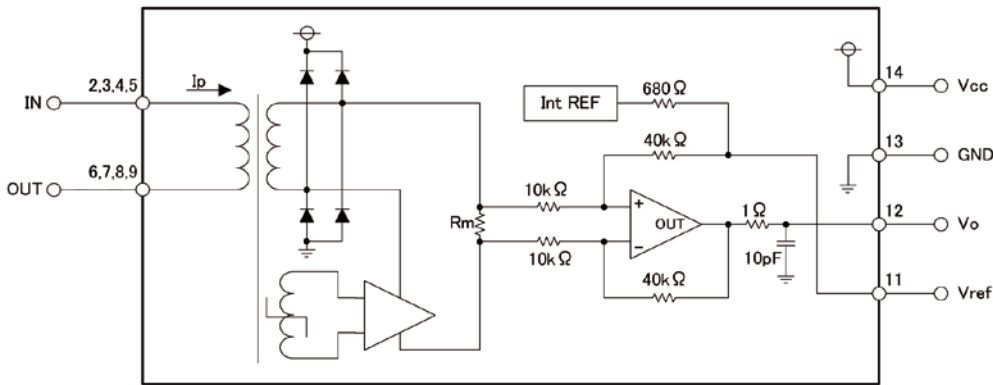 2,3,4,5
Ip
IN
6,7,8,9
OUT
Int REF
680Ω
40kΩ
10kΩ
+
OUT
−
Rm
10kΩ
40kΩ
1Ω
10pF
14
Vcc
13
GND
12
Vo
11
Vref